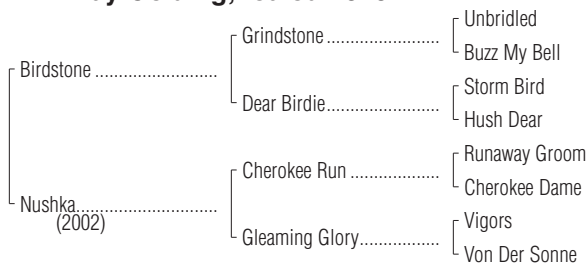 Unbridled
Grindstone ........................
Buzz My Bell
Birdstone ..........................
Storm Bird
Dear Birdie........................
Hush Dear
Runaway Groom
Cherokee Run ...................
Cherokee Dame
Nushka..............................
(2002)
Vigors
Gleaming Glory.................
Von Der Sonne